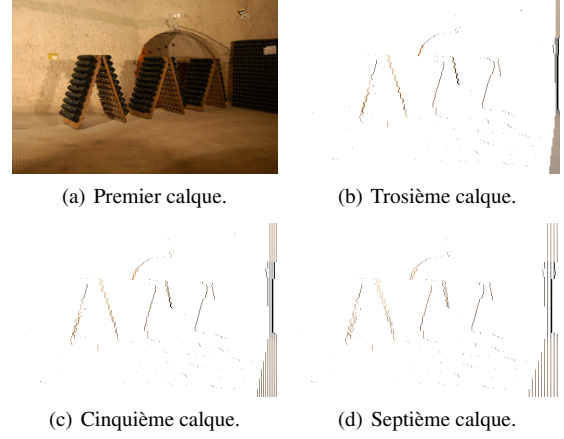 (a) Premier calque.
(b) Trosième calque.
(c) Cinquième calque.
(d) Septième calque.